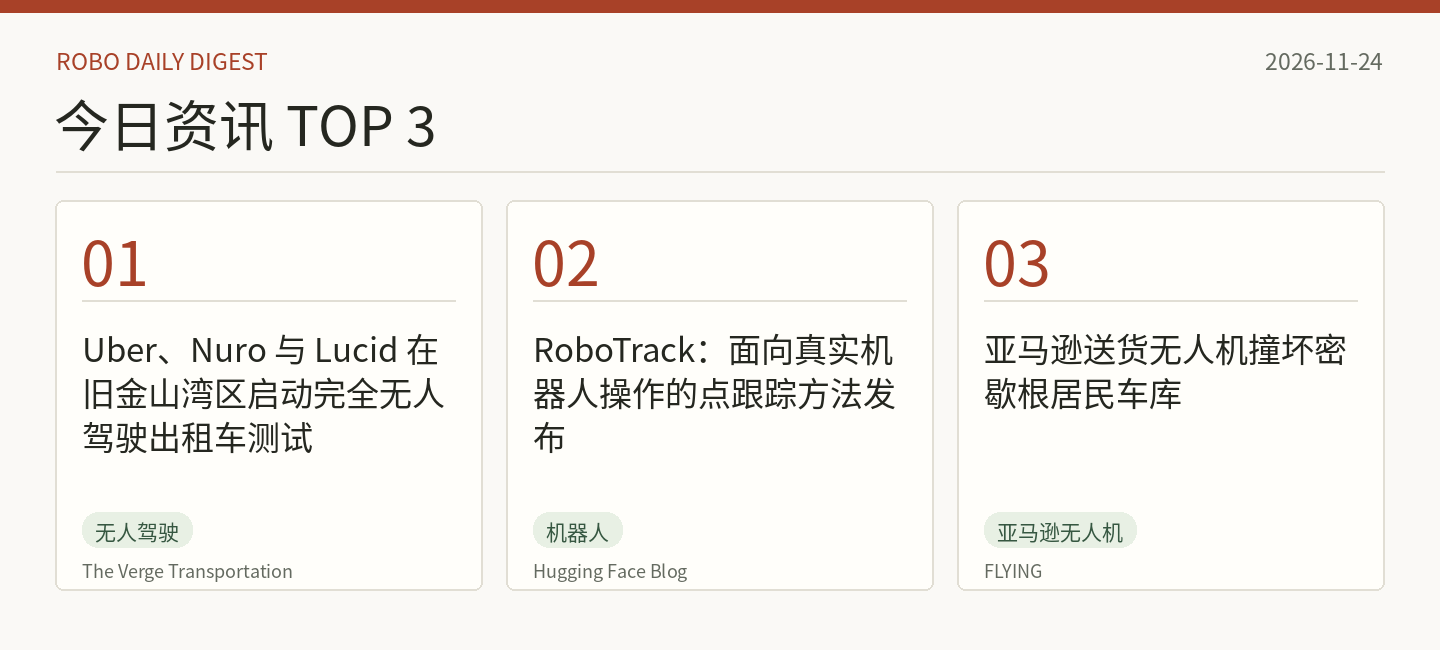 ROBO DAILY DIGEST
2026-11-24
今日资讯 TOP 3
01
Uber、Nuro 与 Lucid 在
旧金山湾区启动完全无人
驾驶出租车测试
无人驾驶
The Verge Transportation
02
RoboTrack：面向真实机
器人操作的点跟踪方法发
布
机器人
Hugging Face Blog
03
亚马逊送货无人机撞坏密
歇根居民车库
亚马逊无人机
FLYING